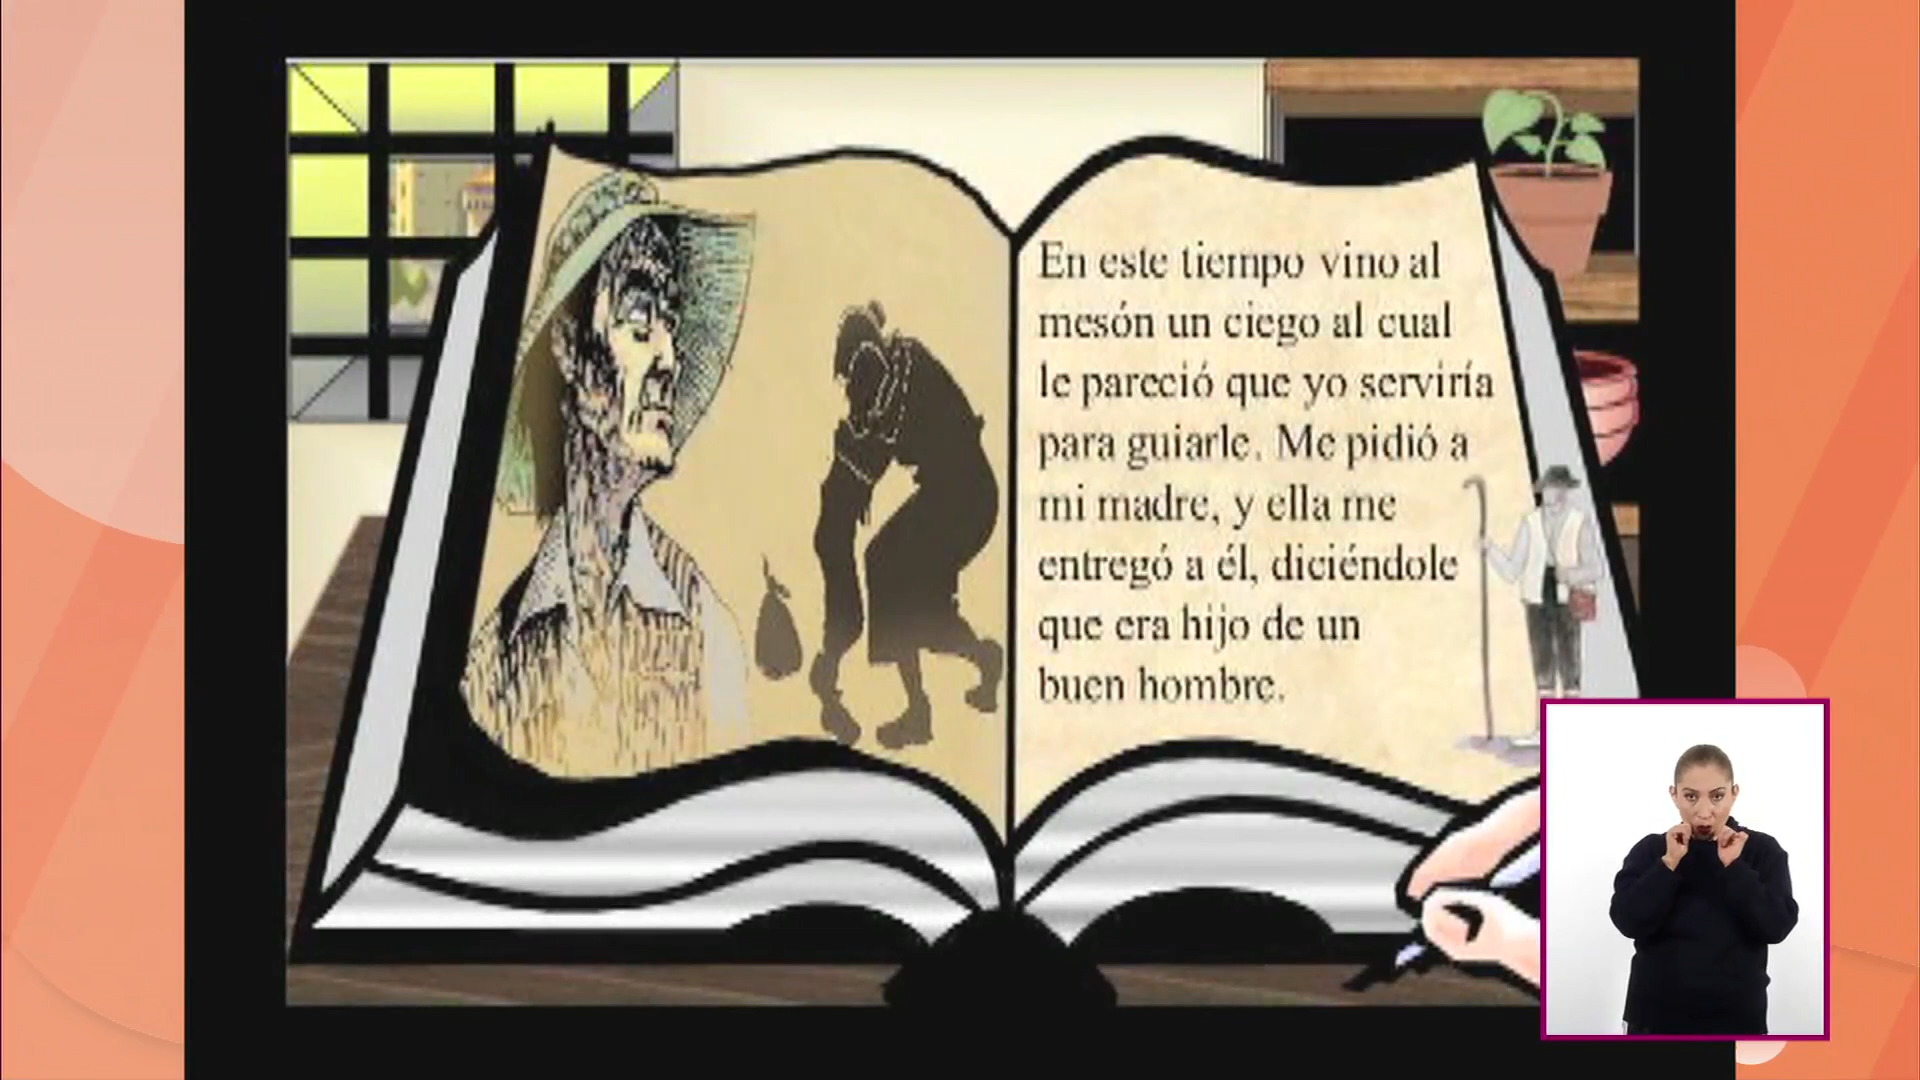 En este tiempo vino al
mesón un ciego al cual
le pareció que yo serviría
para guiarle. Me pidió a
mi madre, y ella me
entregó a él, diciéndole
que era hijo de un
buen hombre.